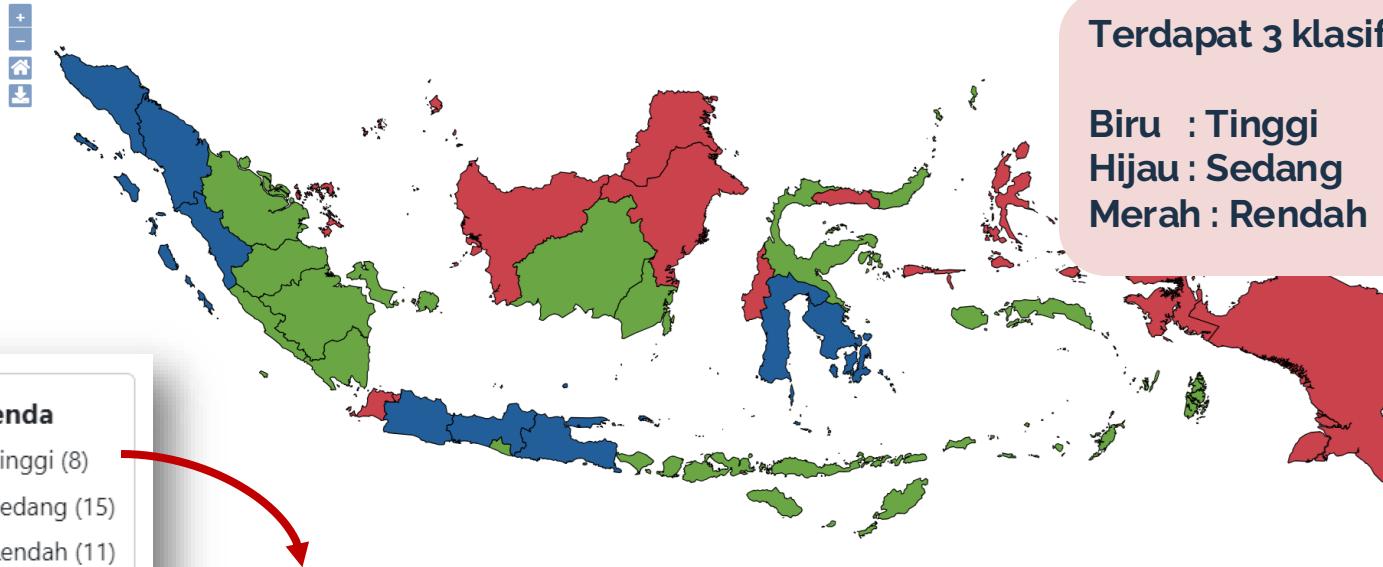 +
–
Terdapat 3 klasif
Biru : Tinggi
Hijau : Sedang
Merah : Rendah
enda
inggi (8)
edang (15)
endah (11)